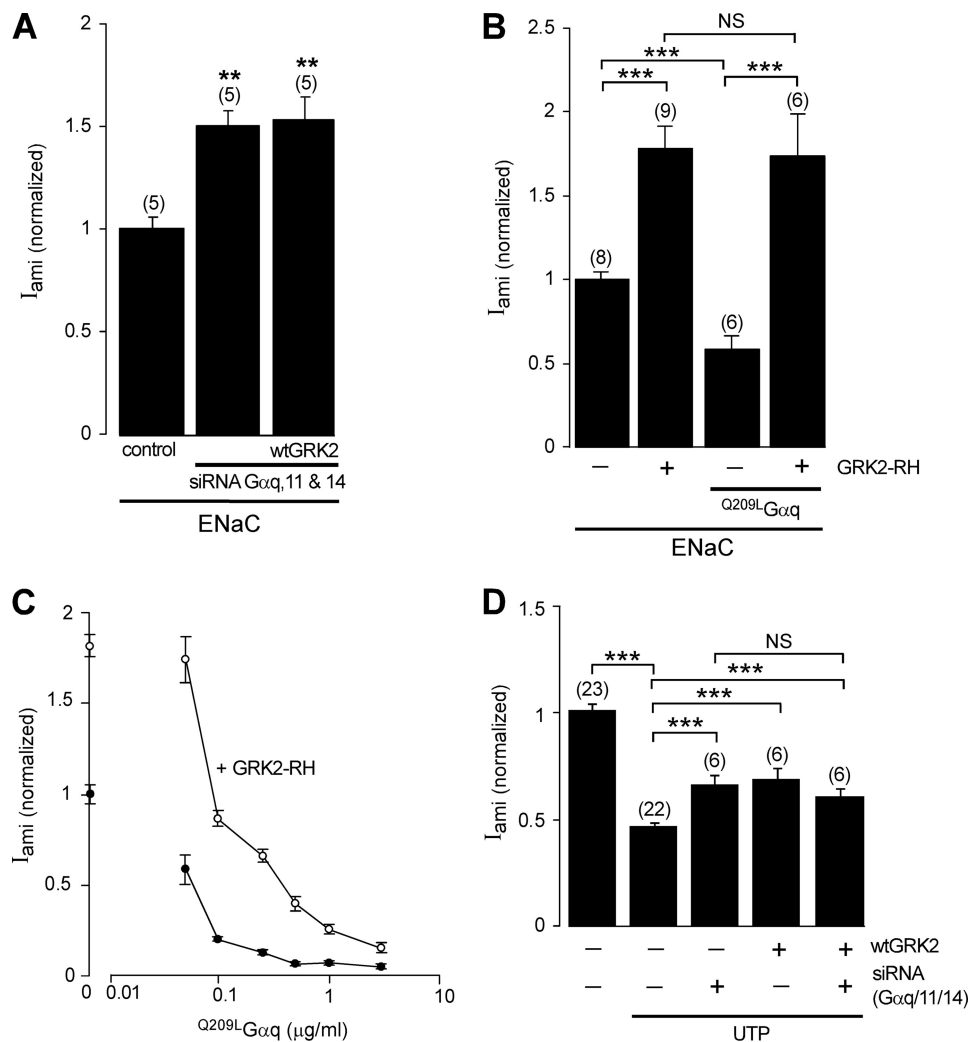 A
2
1.5
1
0.5
0
Iami (normalized)
(5)
**
(5)
**
(5)
control
wtGRK2
siRNA Gαq,11 & 14
ENaC
B
2.5
2
1.5
1
0.5
0
Iami (normalized)
NS
***
***
***
(8)
(9)
(6)
(6)
– + – + GRK2-RH
Q209LGαq
ENaC
C
2
1.5
1
0.5
0
Iami (normalized)
+ GRK2-RH
0 0.01 0.1 1 10
Q209LGαq (μg/ml)
D
1.5
1
0.5
0
Iami (normalized)
NS
***
***
***
***
(23)
(22)
(6)
(6)
(6)
– – – + + wtGRK2
– – + – + siRNA
(Gαq/11/14)
UTP